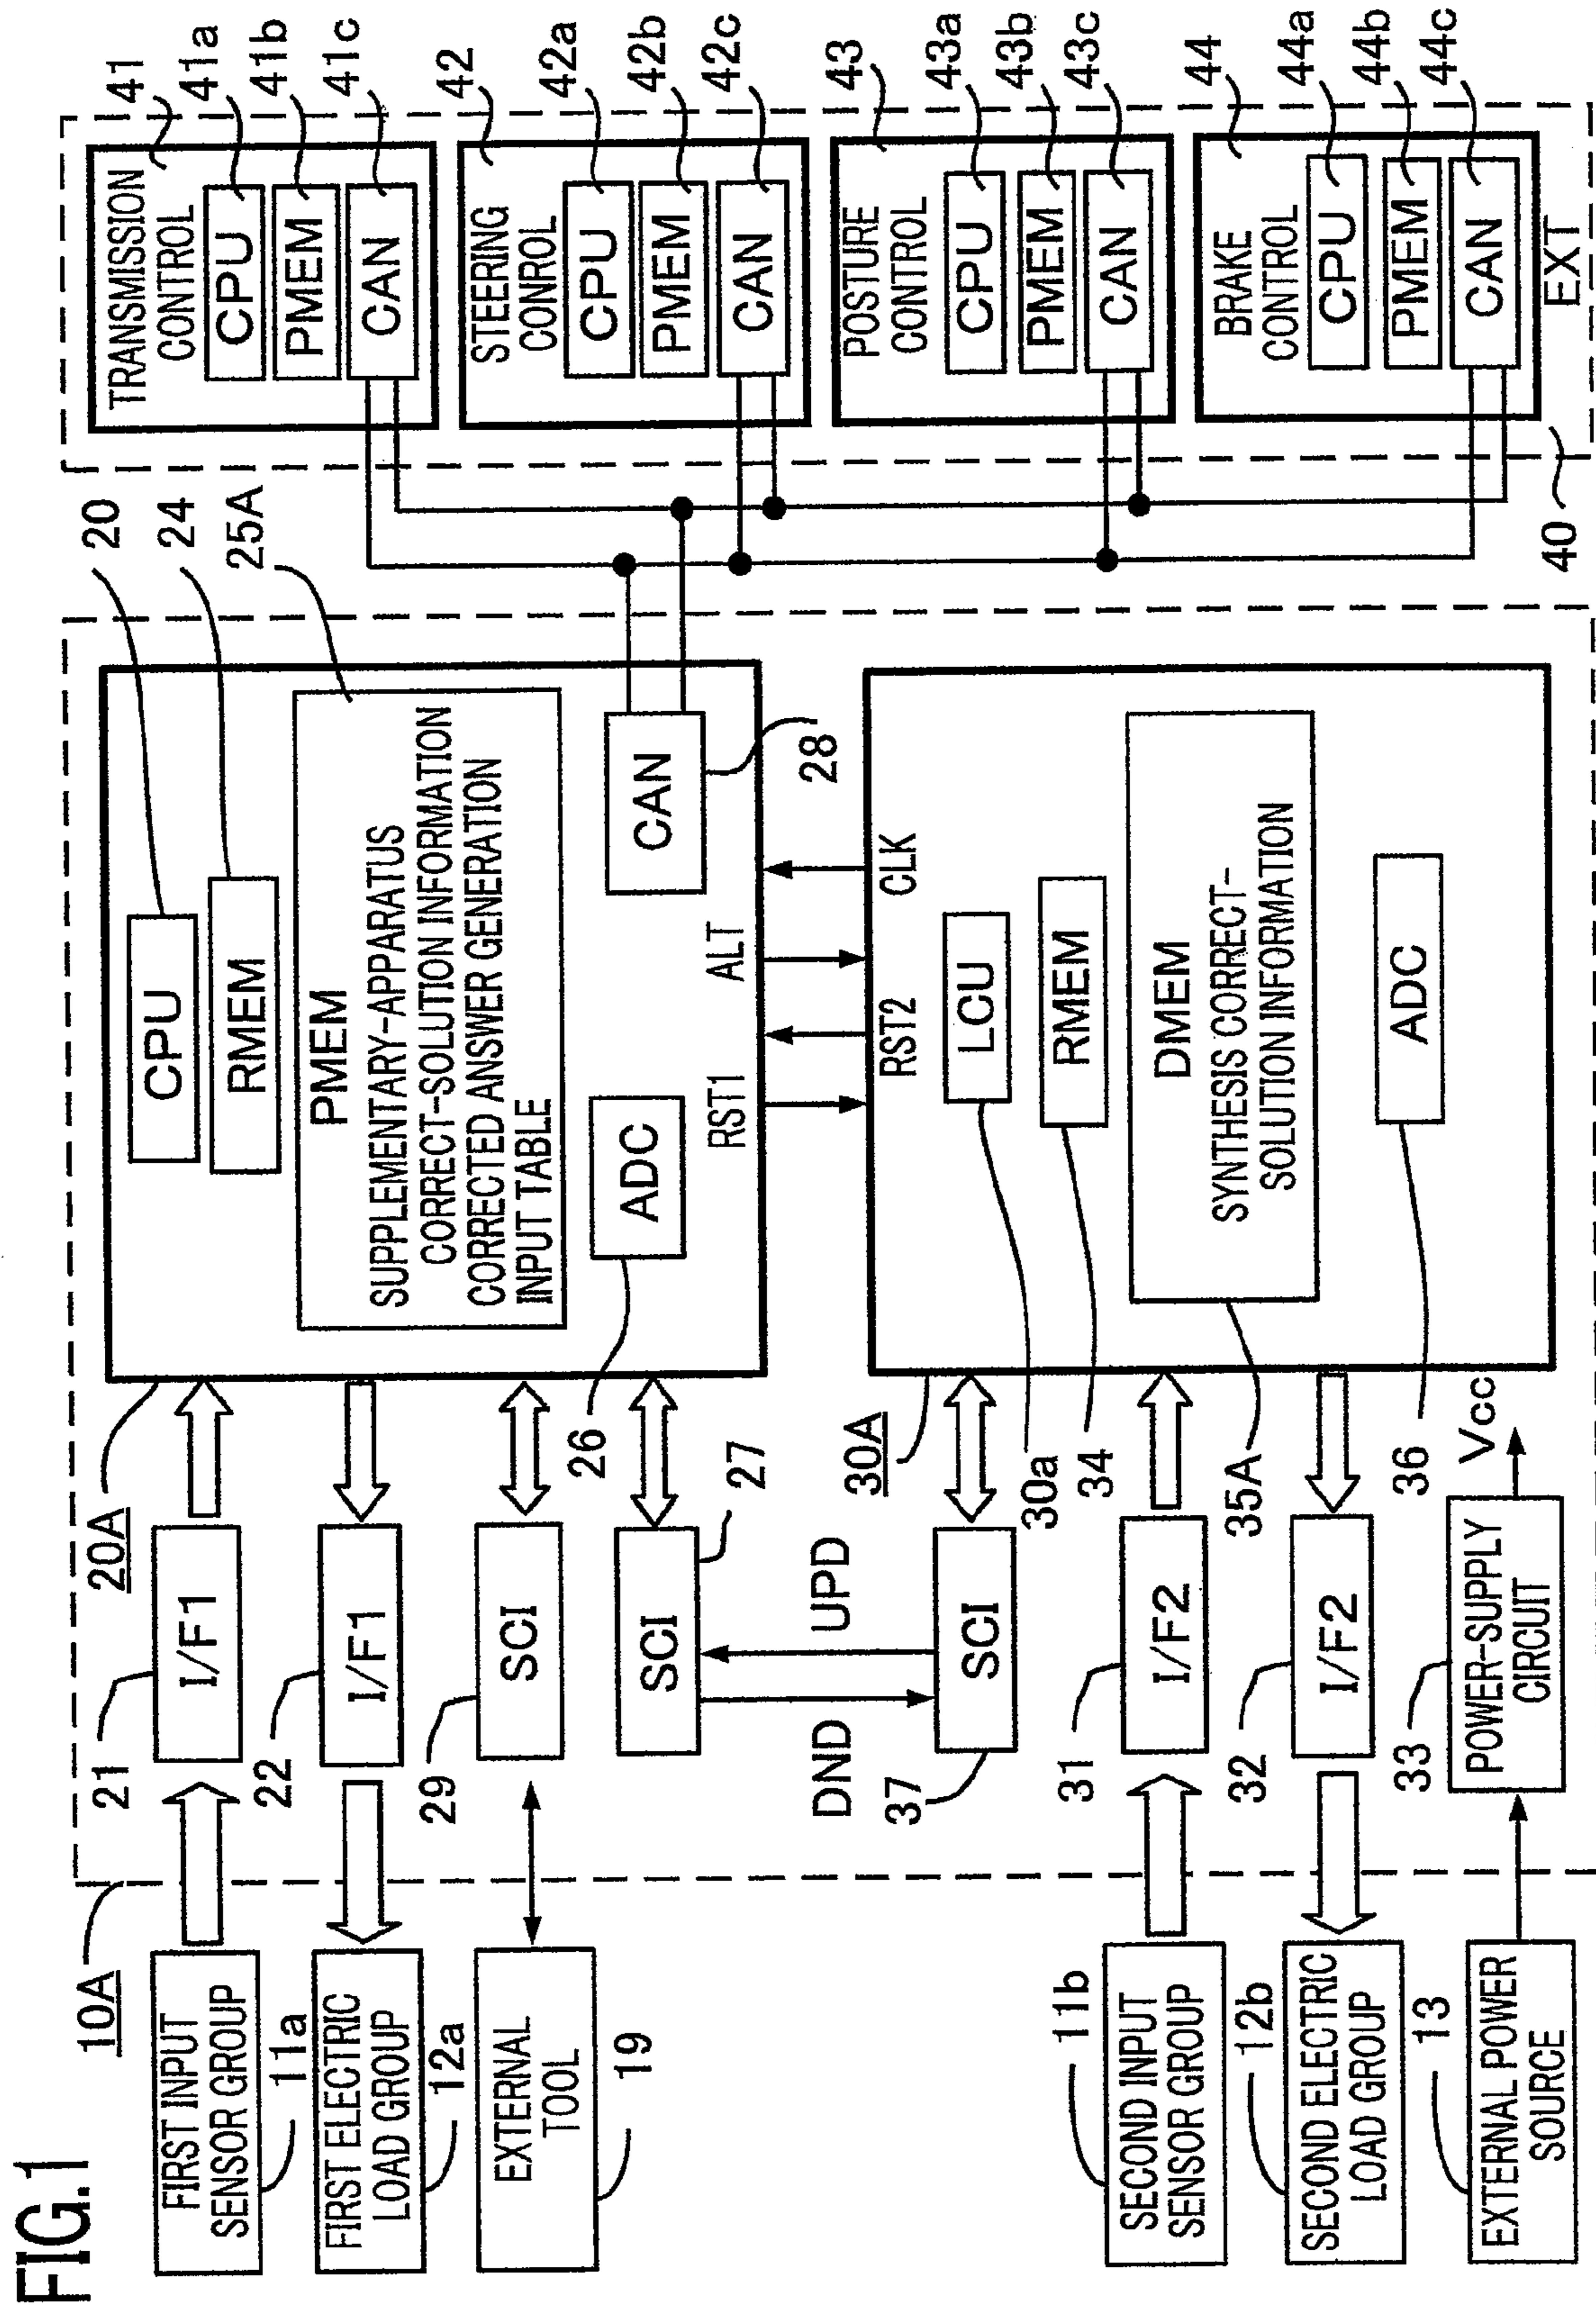 FIG.1
10A
FIRST INPUT
SENSOR GROUP
11a
FIRST ELECTRIC
LOAD GROUP
12a
EXTERNAL
TOOL
19
SECOND INPUT
SENSOR GROUP
11b
SECOND ELECTRIC
LOAD GROUP
12b
EXTERNAL POWER
SOURCE
13
21
I/F1
22
I/F1
29
SCI
SCI
27
DND
UPD
37
SCI
31
I/F2
32
I/F2
33
POWER-SUPPLY
CIRCUIT
Vcc
20A
CPU
20
RMEM
24
PMEM
SUPPLEMENTARY-APPARATUS
CORRECT-SOLUTION INFORMATION
CORRECTED ANSWER GENERATION
INPUT TABLE
25A
ADC
26
CAN
28
RST1
RST2
ALT
CLK
30A
LCU
30a
RMEM
34
DMEM
SYNTHESIS CORRECT-
SOLUTION INFORMATION
35A
ADC
36
TRANSMISSION
CONTROL
41
CPU
41a
PMEM
41b
CAN
41c
STEERING
CONROL
42
CPU
42a
PMEM
42b
CAN
42c
POSTURE
CONTROL
43
CPU
43a
PMEM
43b
CAN
43c
BRAKE
CONTROL
44
CPU
44a
PMEM
44b
CAN
44c
EXT
40